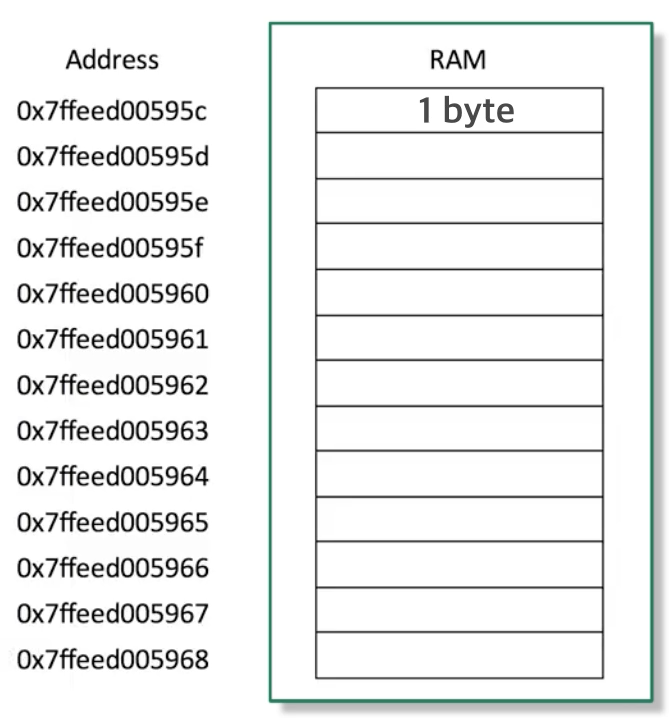 Address RAM
0x7ffeed00595c 1 byte
0x7ffeed00595d
0x7ffeed00595e
0x7ffeed00595f
0x7ffeed005960
0x7ffeed005961
0x7ffeed005962
0x7ffeed005963
0x7ffeed005964
0x7ffeed005965
0x7ffeed005966
0x7ffeed005967
0x7ffeed005968